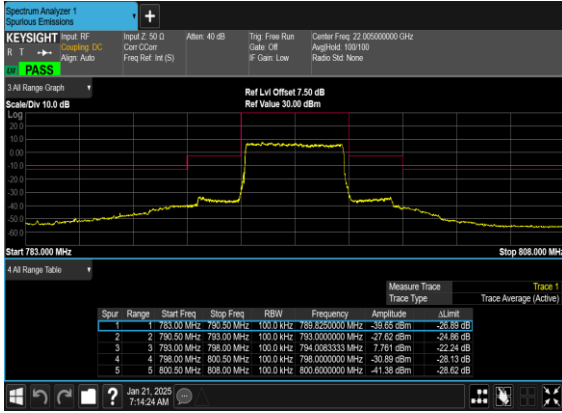 Spectrum Analyzer 1
Spurious Emissions
+
KEYSIGHT Input: RF Input Z: 50 Ω Atten: 40 dB Trig: Free Run Center Freq: 22.005000000 GHz
R T Coupling: DC Corr CCorr Gate: Off Avg|Hold: 100/100
Align: Auto Freq Ref: Int (S) IF Gain: Low Radio Std: None
PASS
3 All Range Graph
Ref Lvl Offset 7.50 dB
Scale/Div 10.0 dB Ref Value 30.00 dBm
Log
20.0
10.0
0.00
-10.0
-20.0
-30.0
-40.0
-50.0
-60.0
Start 783.000 MHz Stop 808.000 MHz
4 All Range Table
Measure Trace Trace 1
Trace Type Trace Average (Active)
Spur Range Start Freq Stop Freq RBW Frequency Amplitude ΔLimit
1 1 783.00 MHz 790.50 MHz 100.0 kHz 789.8250000 MHz -39.65 dBm -26.89 dB
2 2 790.50 MHz 793.00 MHz 100.0 kHz 793.0000000 MHz -27.62 dBm -24.86 dB
3 3 793.00 MHz 798.00 MHz 100.0 kHz 794.0083333 MHz 7.761 dBm -22.24 dB
4 4 798.00 MHz 800.50 MHz 100.0 kHz 798.0000000 MHz -30.89 dBm -28.13 dB
5 5 800.50 MHz 808.00 MHz 100.0 kHz 800.6000000 MHz -41.38 dBm -28.62 dB
? Jan 21, 2025
7:14:24 AM